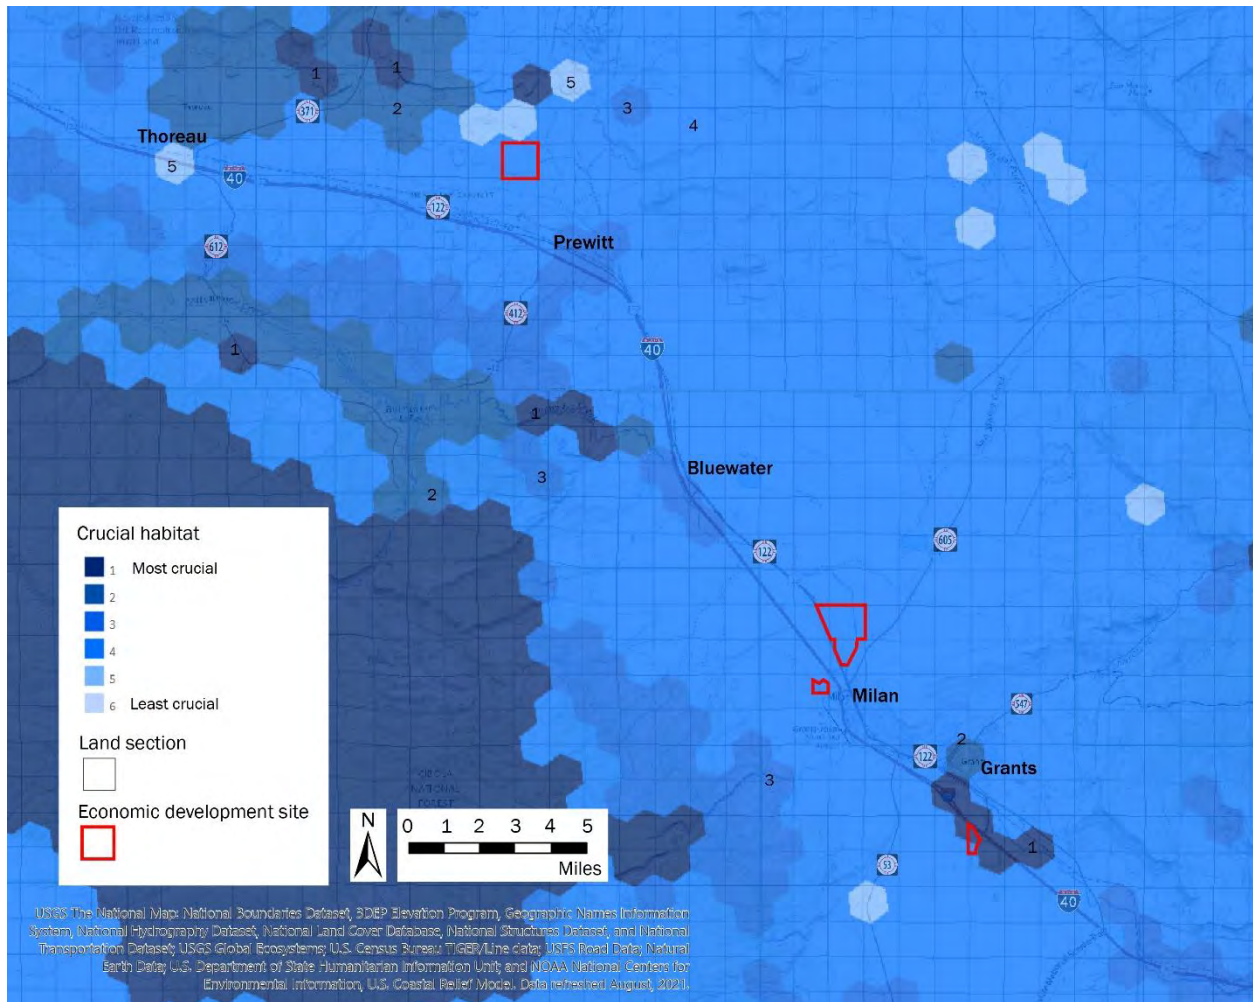 1
1
5
371
2
3
4
Thoreau
5
40
122
Prewitt
612
412
40
1
1
Bluewater
3
2
Crucial habitat
1 Most crucial
2
3
4
5
6 Least crucial
Land section
Economic development site
122
605
Milan
547
2
Grants
122
3
1
53
40
CIBOLA
NATIONAL
FOREST
N
0 1 2 3 4 5
Miles
USGS The National Map: National Boundaries Dataset, 3DEP Elevation Program, Geographic Names Information
System, National Hydrography Dataset, National Land Cover Database, National Structures Dataset, and National
Transportation Dataset; USGS Global Ecosystems; U.S. Census Bureau TIGER/Line data; USFS Road Data; Natural
Earth Data; U.S. Department of State Humanitarian Information Unit; and NOAA National Centers for
Environmental Information, U.S. Coastal Relief Model. Data refreshed August, 2021.